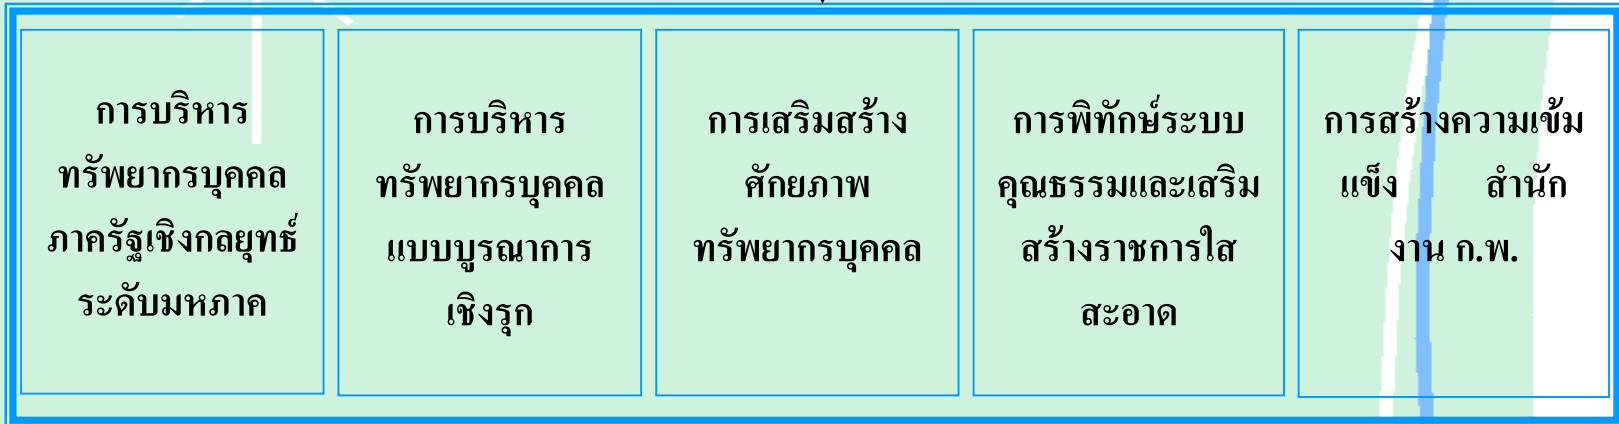 การบริหาร
ทรัพยากรบุคคล
ภาครัฐเชิงกลยุทธ์
ระดับมหภาค
การบริหาร
ทรัพยากรบุคคล
แบบบูรณาการ
เชิงรุก
การเสริมสร้าง
ศักยภาพ
ทรัพยากรบุคคล
การพิทักษ์ระบบ
คุณธรรมและเสริม
สร้างราชการใส
สะอาด
การสร้างความเข้ม
แข็ง สำนัก
งาน ก.พ.